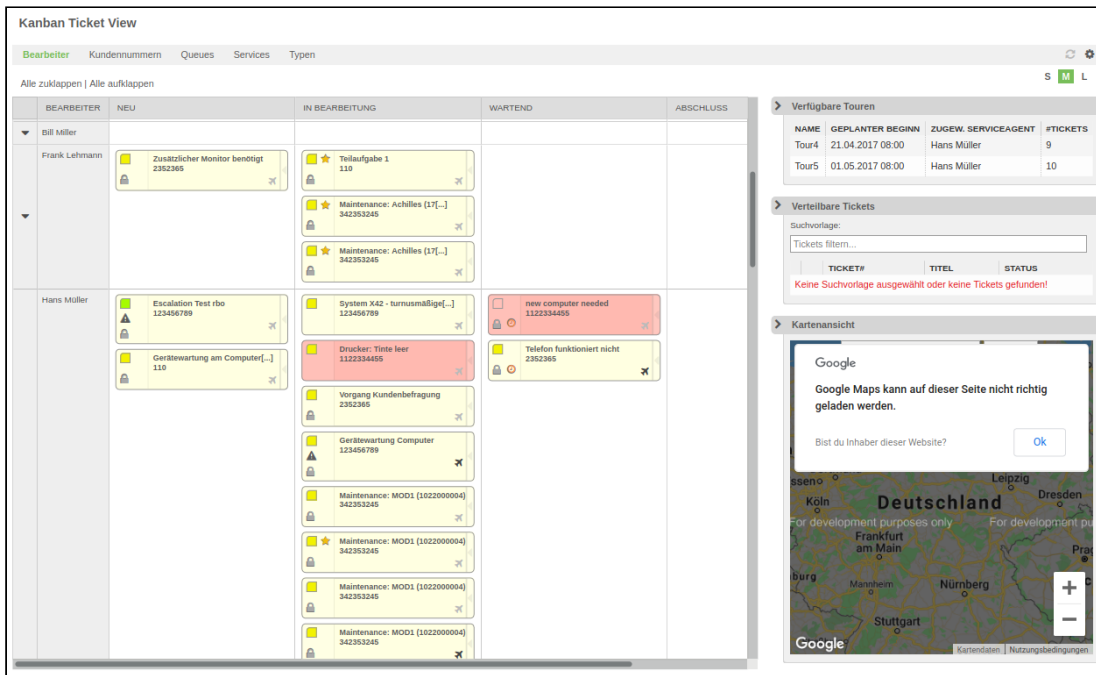 Kanban Ticket View
Bearbeiter Kundennummern Queues Services Typen
S M L
Alle zuklappen | Alle aufklappen
BEARBEITER NEU IN BEARBEITUNG WARTEND ABSCHLUSS
Bill Miller
Frank Lehmann
Zusätzlicher Monitor benötigt
2352365
Teilaufgabe 1
110
Maintenance: Achilles (17[...]
342353245
Maintenance: Achilles (17[...]
342353245
Hans Müller
Escalation Test rbo
123456789
Gerätewartung am Computer[...]
110
System X42 - turnusmäßige[...]
123456789
Drucker: Tinte leer
1122334455
Vorgang Kundenbefragung
2352365
Gerätewartung Computer
123456789
Maintenance: MOD1 (1022000004)
342353245
Maintenance: MOD1 (1022000004)
342353245
Maintenance: MOD1 (1022000004)
342353245
Maintenance: MOD1 (1022000004)
342353245
new computer needed
1122334455
Telefon funktioniert nicht
2352365
Verfügbare Touren
NAME GEPLANTER BEGINN ZUGEW. SERVICEAGENT #TICKETS
Tour4 21.04.2017 08:00 Hans Müller 9
Tour5 01.05.2017 08:00 Hans Müller 10
Verteilbare Tickets
Suchvorlage:
Tickets filtern...
TICKET# TITEL STATUS
Keine Suchvorlage ausgewählt oder keine Tickets gefunden!
Kartenansicht
Google
Google Maps kann auf dieser Seite nicht richtig
geladen werden.
Bist du Inhaber dieser Website? Ok
ssen Leipzig
Köln Deutschland Dresden
For development purposes only For development pu
Frankfurt
am Main
Prag
burg Mannheim Nürnberg
Stuttgart
Google Kartendaten Nutzungsbedingungen